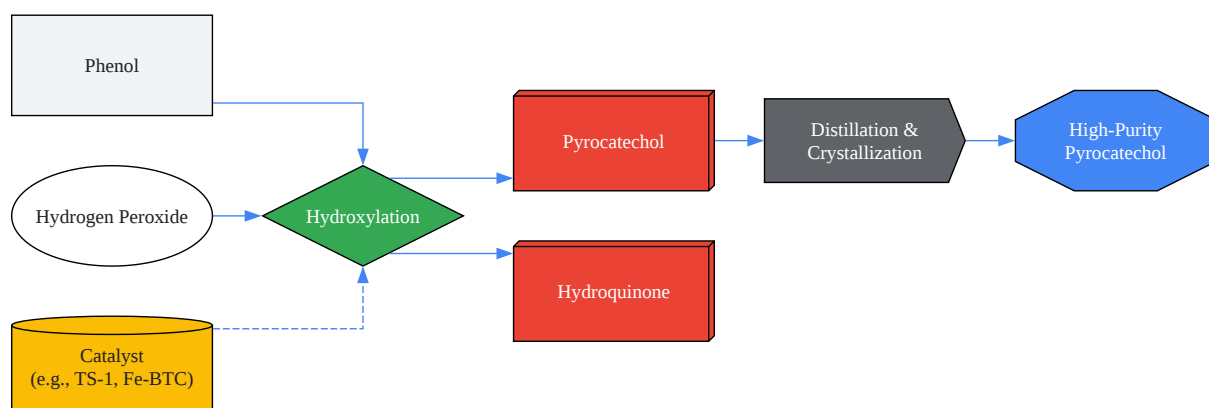 Phenol
Hydrogen Peroxide
Catalyst
(e.g., TS-1, Fe-BTC)
Hydroxylation
Pyrocatechol
Hydroquinone
Distillation &
Crystallization
High-Purity
Pyrocatechol